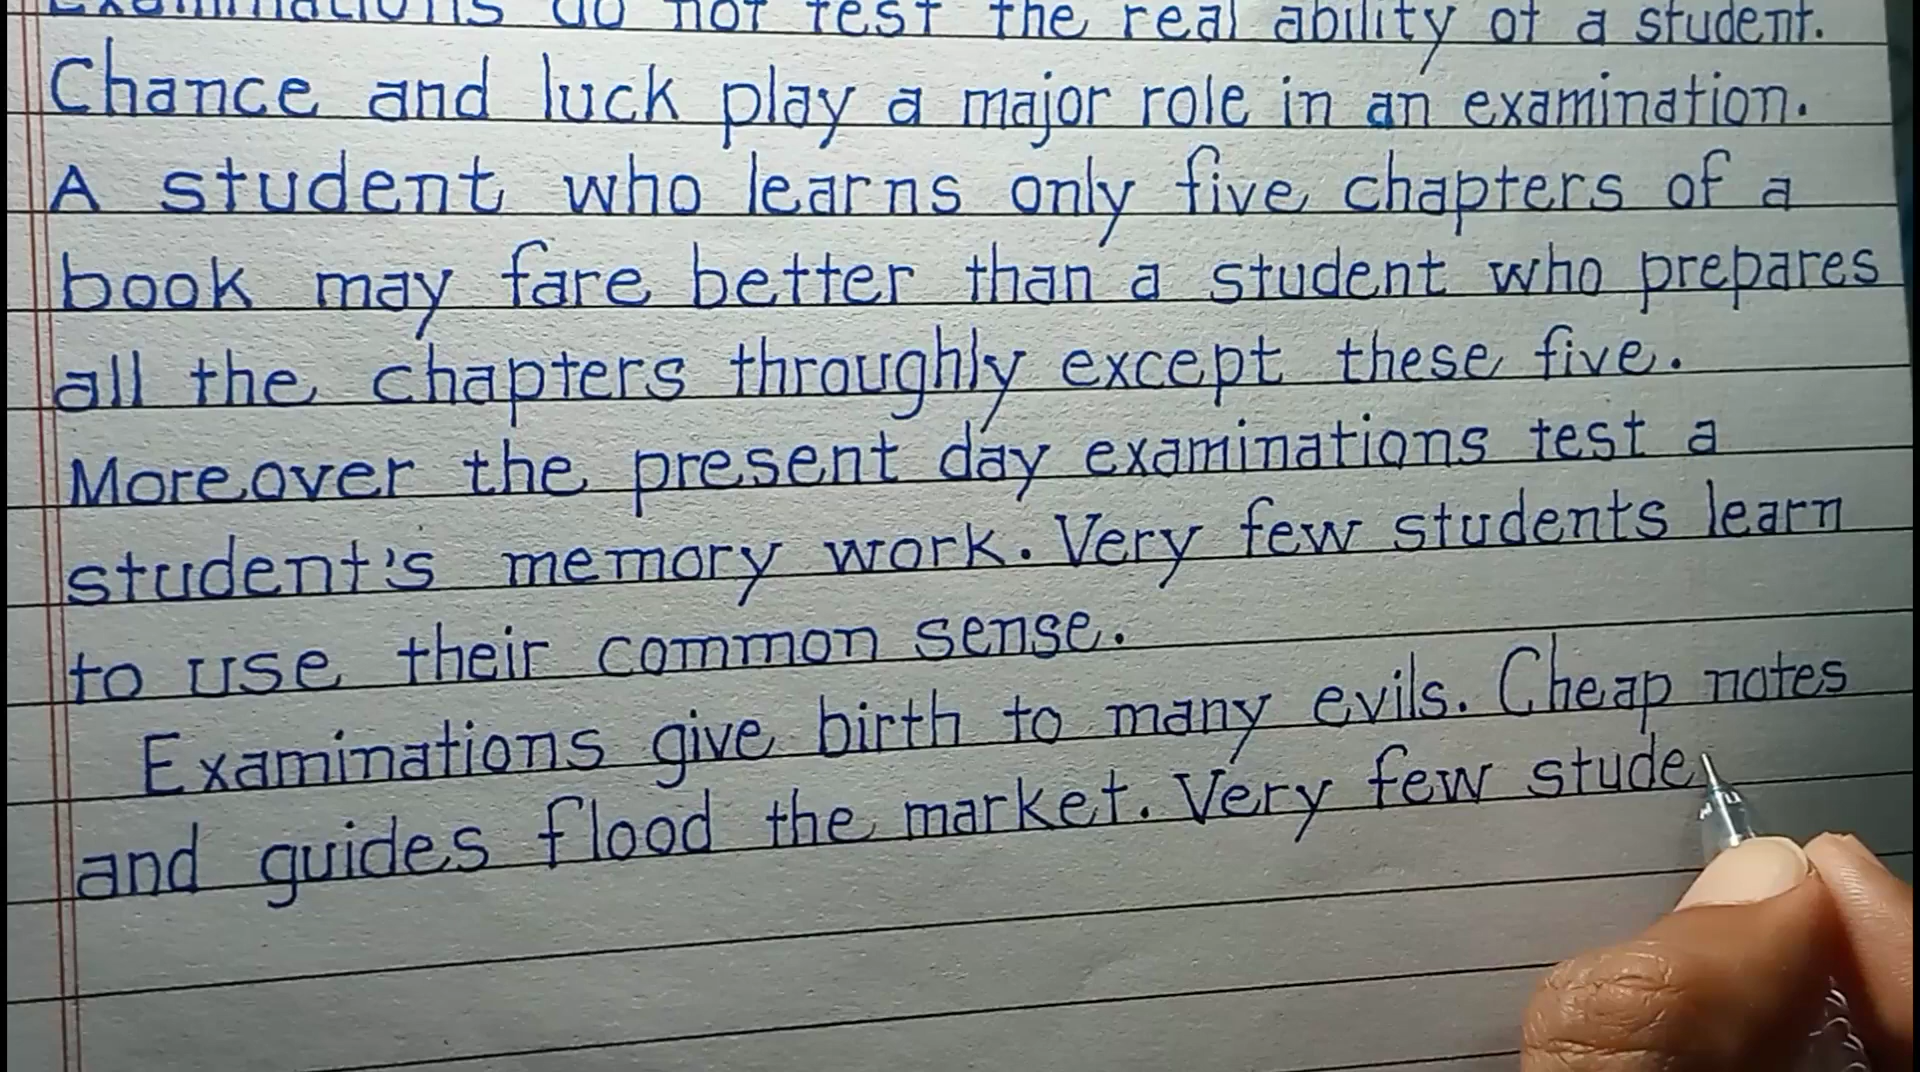 Examinations do not test the real ability of a student.
Chance and luck play a major role in an examination.
A student who learns only five chapters of a
book may fare better than a student who prepares
all the chapters throughly except these five.
Moreover the present day examinations test a
student's memory work. Very few students learn
to use their common sense.
Examinations give birth to many evils. Cheap notes
and guides flood the market. Very few stude